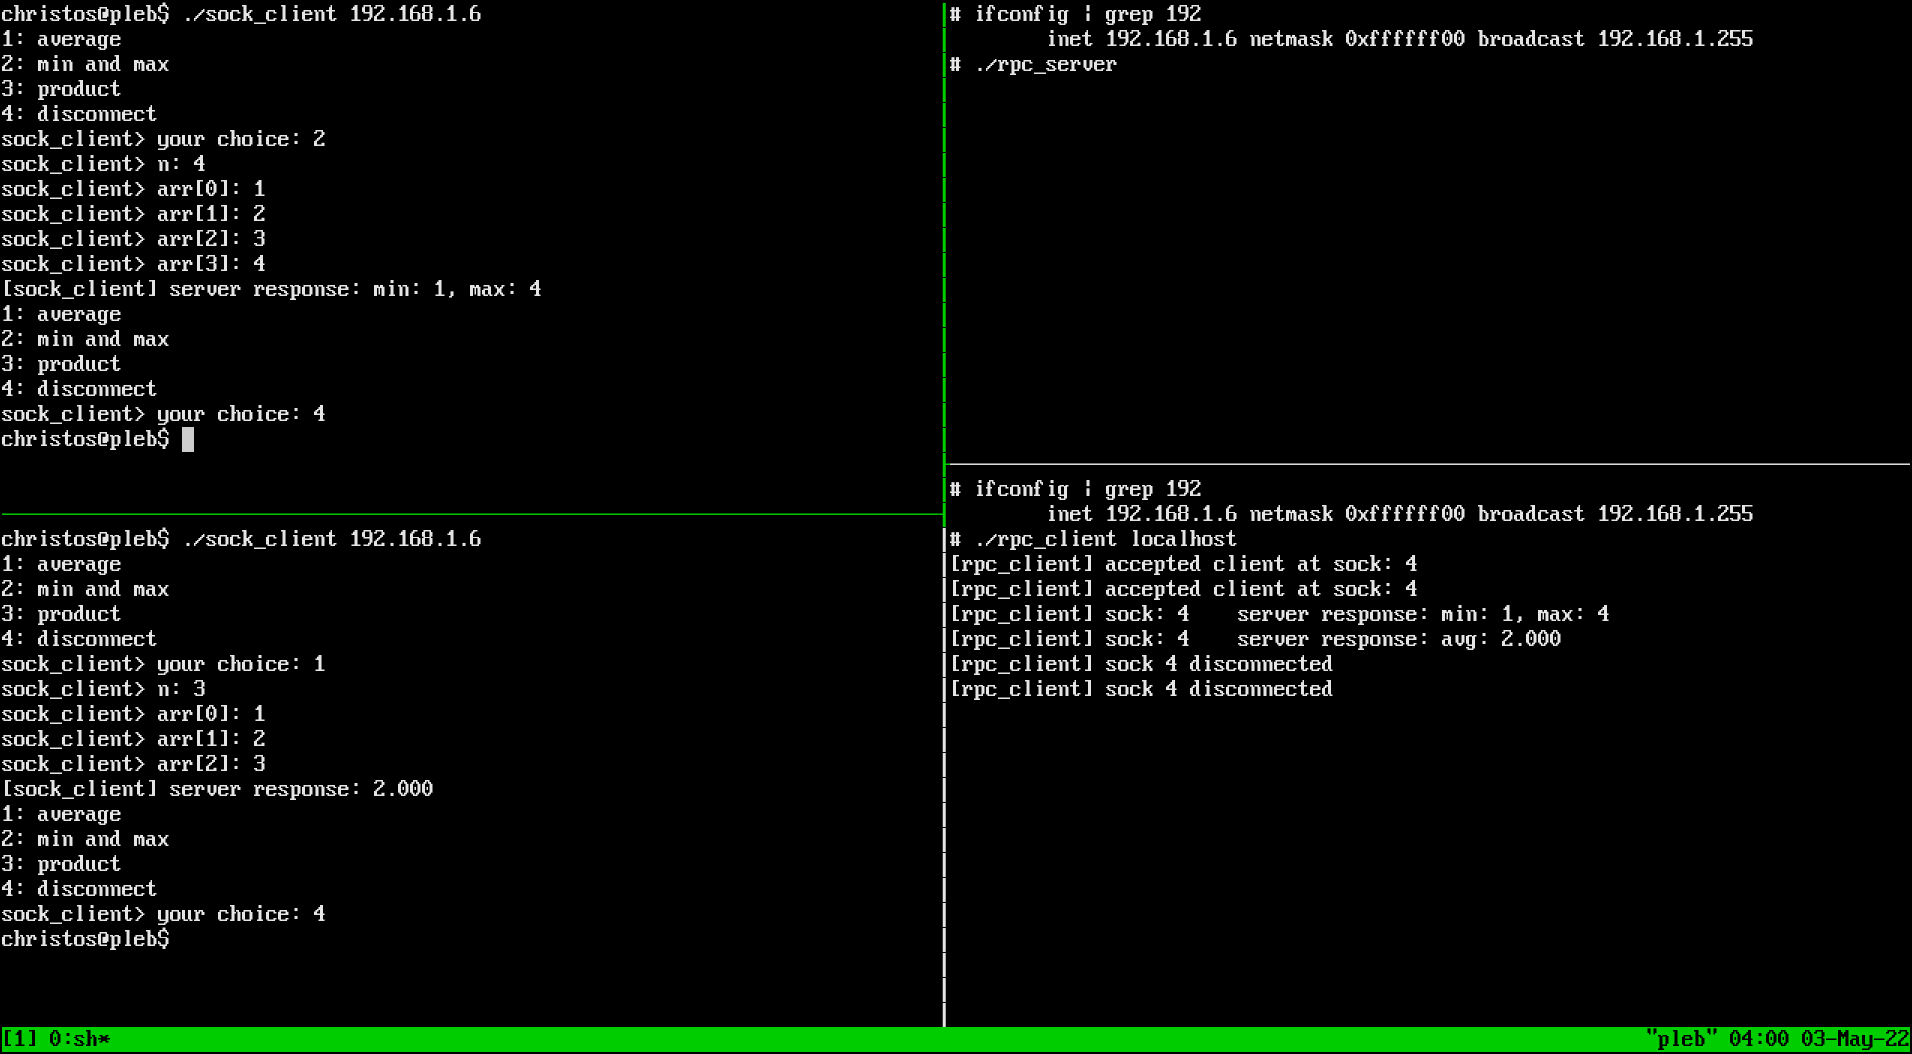 christos@pleb$ ./sock_client 192.168.1.6
1: average
2: min and max
3: product
4: disconnect
sock_client> your choice: 2
sock_client> n: 4
sock_client> arr[0]: 1
sock_client> arr[1]: 2
sock_client> arr[2]: 3
sock_client> arr[3]: 4
[sock_client] server response: min: 1, max: 4
1: average
2: min and max
3: product
4: disconnect
sock_client> your choice: 4
christos@pleb$
christos@pleb$ ./sock_client 192.168.1.6
1: average
2: min and max
3: product
4: disconnect
sock_client> your choice: 1
sock_client> n: 3
sock_client> arr[0]: 1
sock_client> arr[1]: 2
sock_client> arr[2]: 3
[sock_client] server response: 2.000
1: average
2: min and max
3: product
4: disconnect
sock_client> your choice: 4
christos@pleb$
# ifconfig | grep 192
inet 192.168.1.6 netmask 0xffffff00 broadcast 192.168.1.255
# ./rpc_server
# ifconfig | grep 192
inet 192.168.1.6 netmask 0xffffff00 broadcast 192.168.1.255
# ./rpc_client localhost
[rpc_client] accepted client at sock: 4
[rpc_client] accepted client at sock: 4
[rpc_client] sock: 4    server response: min: 1, max: 4
[rpc_client] sock: 4    server response: avg: 2.000
[rpc_client] sock 4 disconnected
[rpc_client] sock 4 disconnected
[1] 0:sh*
"pleb" 04:00 03-May-22